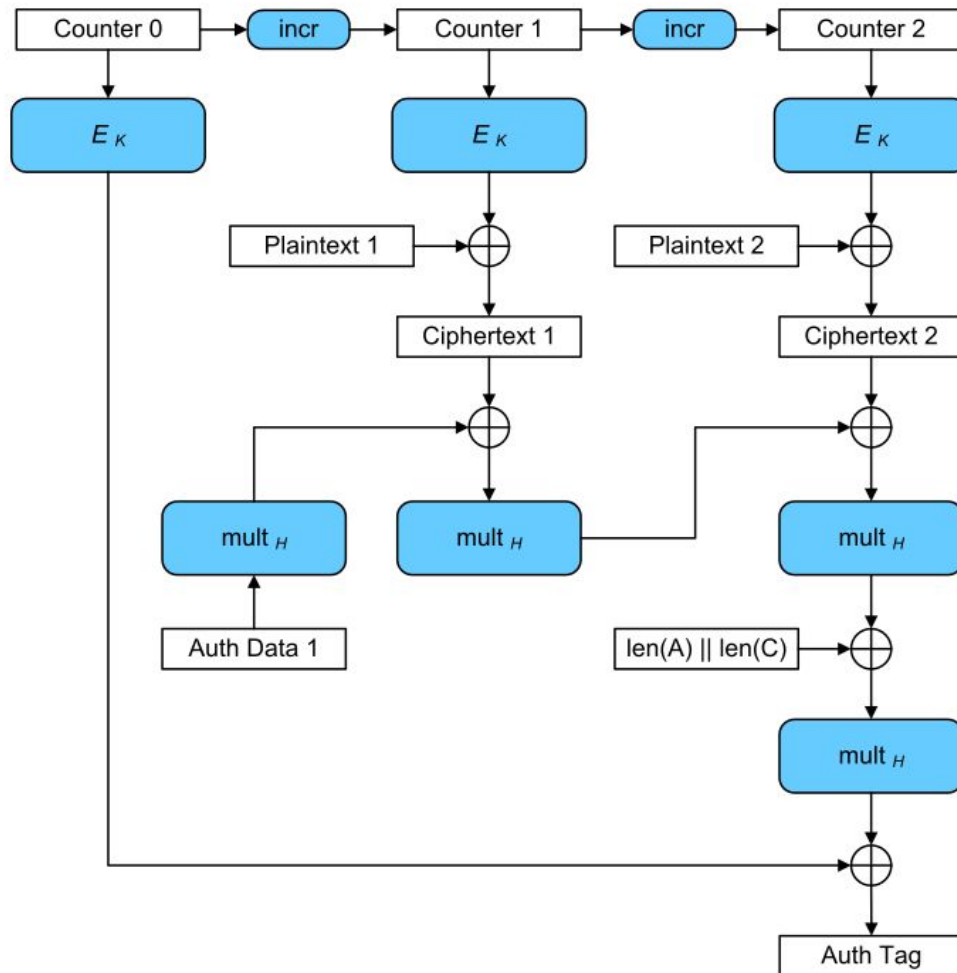 Counter 0
incr
Counter 1
incr
Counter 2
E K
E K
E K
Plaintext 1
Plaintext 2
Ciphertext 1
Ciphertext 2
mult H
mult H
mult H
Auth Data 1
len(A) || len(C)
mult H
Auth Tag